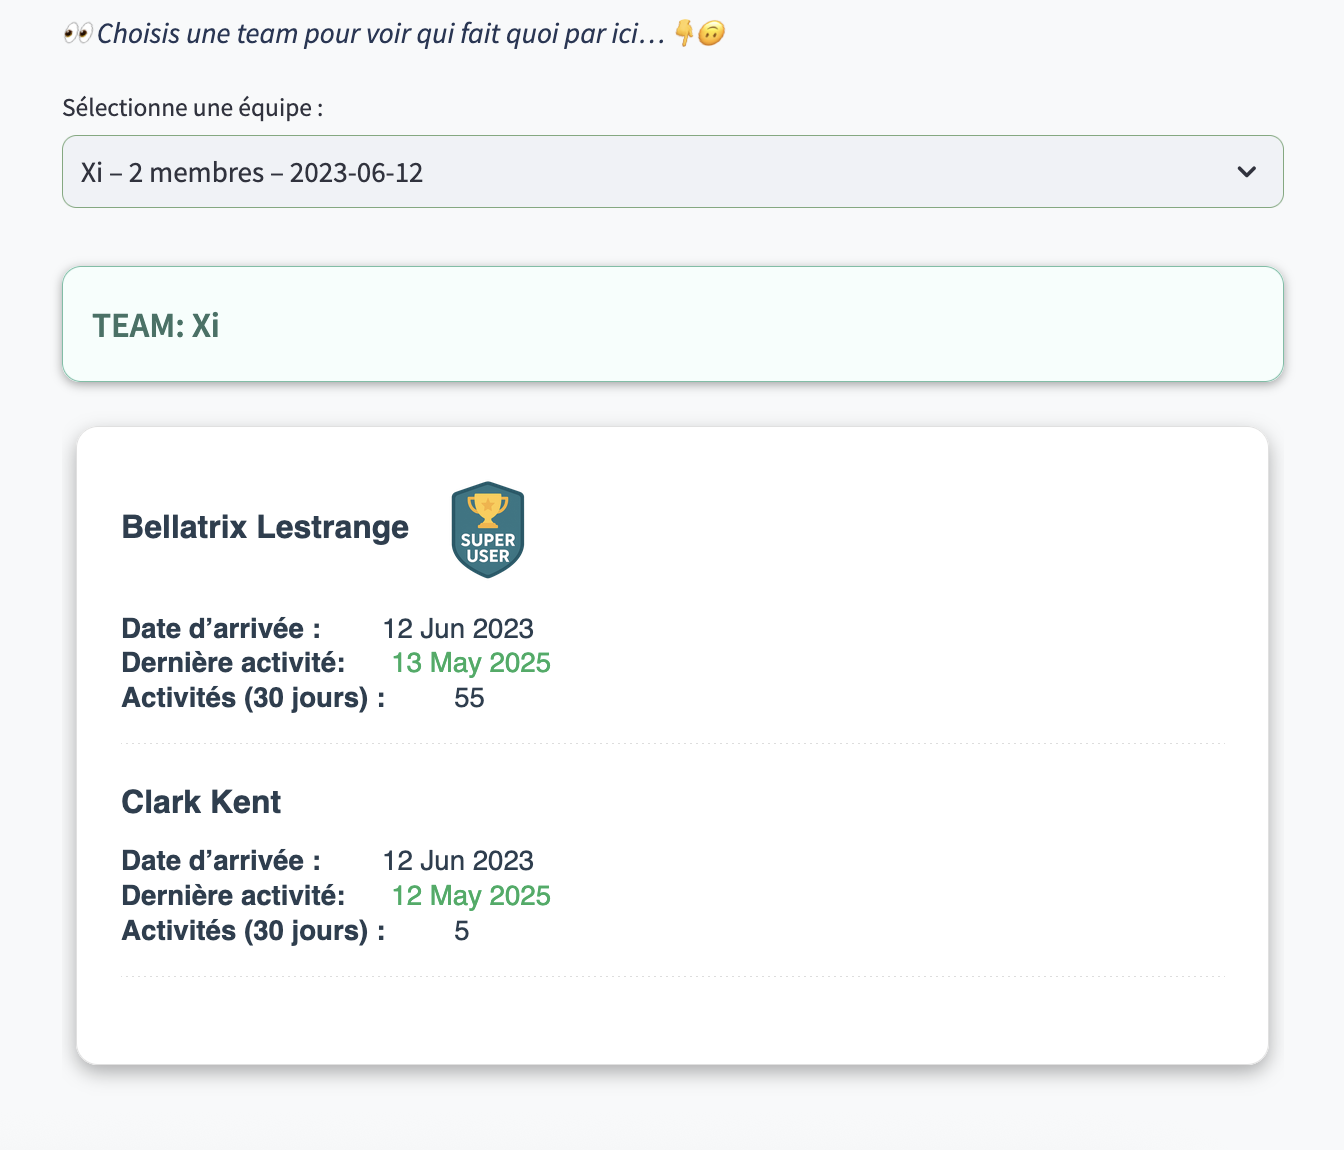 👀 Choisis une team pour voir qui fait quoi par ici… 👇🙃
Sélectionne une équipe :
Xi – 2 membres – 2023-06-12
TEAM: Xi
Bellatrix Lestrange
SUPER
USER
Date d’arrivée : 12 Jun 2023
Dernière activité: 13 May 2025
Activités (30 jours) : 55
Clark Kent
Date d’arrivée : 12 Jun 2023
Dernière activité: 12 May 2025
Activités (30 jours) : 5